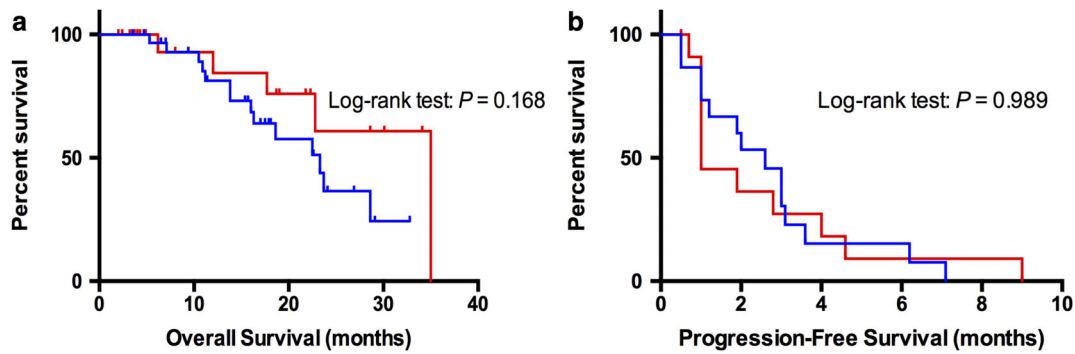 a
Percent survival
100
50
0
Log-rank test: P = 0.168
0 10 20 30 40
Overall Survival (months)
b
Percent survival
100
50
0
Log-rank test: P = 0.989
0 2 4 6 8 10
Progression-Free Survival (months)